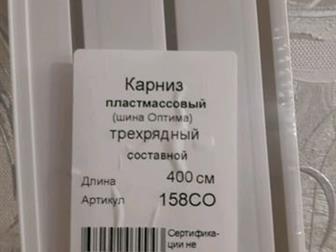 Карниз
пластмассовый
(шина Оптима)
трехрядный
составной
Длина 400 см
Артикул 158СО
Сертифика-
ции не